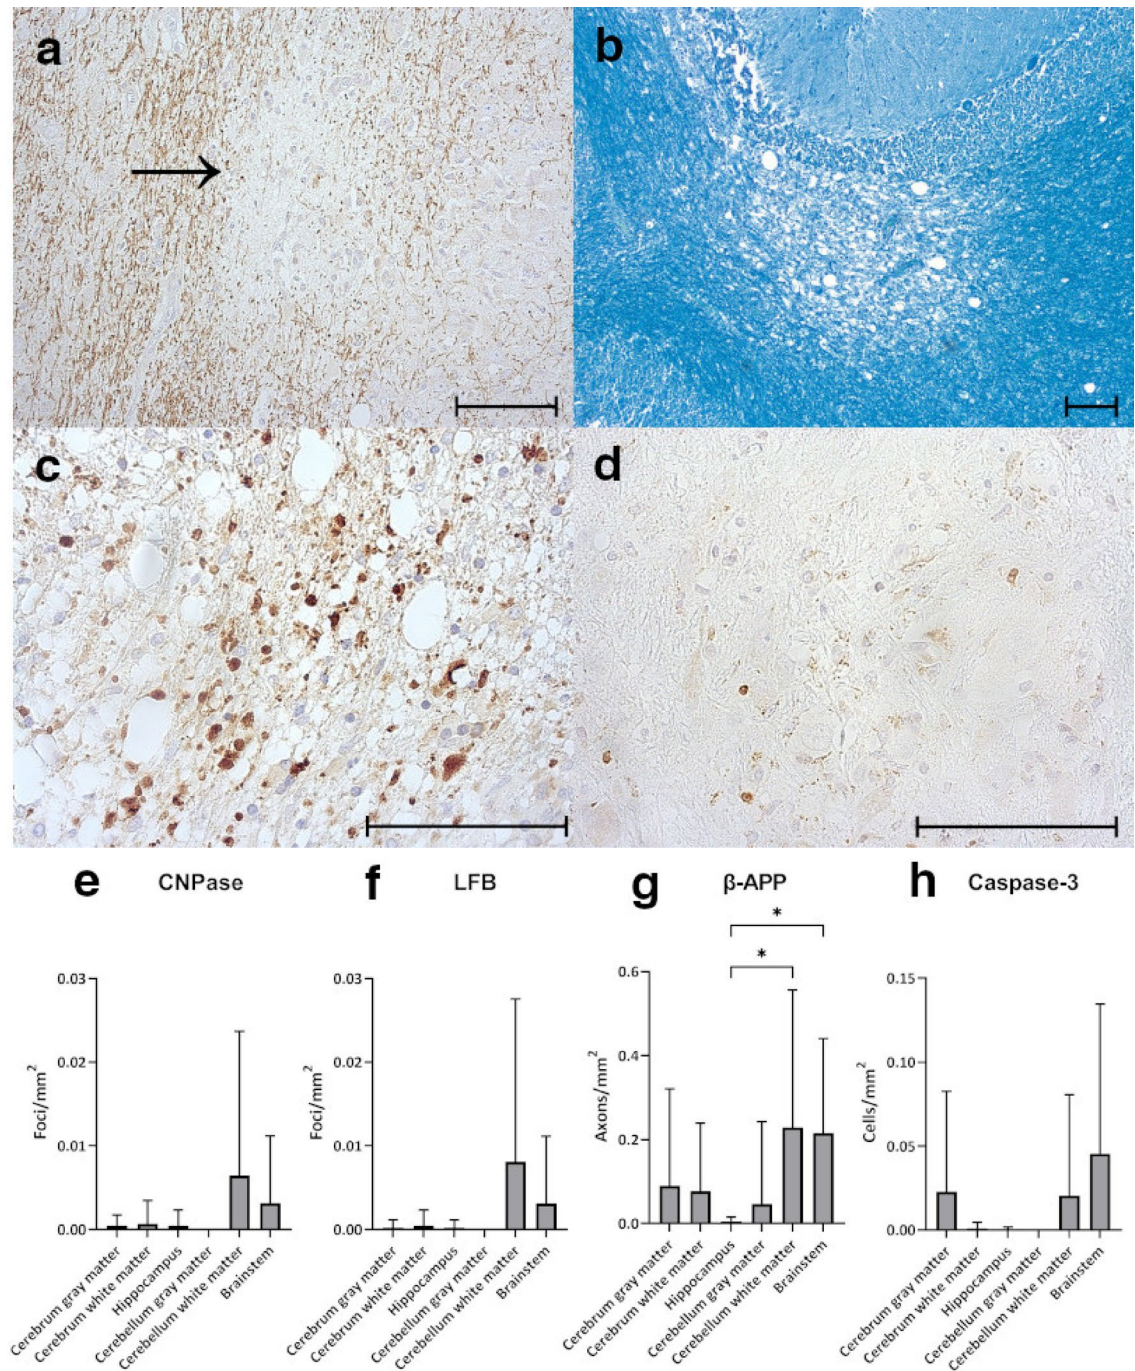 a
b
c
d
e CNPase
f LFB
g β-APP
h Caspase-3
Foci/mm2
0.03
0.02
0.01
0.00
Cerebrum gray matter
Cerebrum white matter
Hippocampus
Cerebellum gray matter
Cerebellum white matter
Brainstem
Foci/mm2
0.03
0.02
0.01
0.00
Cerebrum gray matter
Cerebrum white matter
Hippocampus
Cerebellum gray matter
Cerebellum white matter
Brainstem
* 
*
Axons/mm2
0.6
0.4
0.2
0.0
Cerebrum gray matter
Cerebrum white matter
Hippocampus
Cerebellum gray matter
Cerebellum white matter
Brainstem
Cells/mm2
0.15
0.10
0.05
0.00
Cerebrum gray matter
Cerebrum white matter
Hippocampus
Cerebellum gray matter
Cerebellum white matter
Brainstem